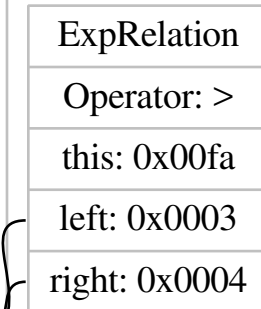 ExpRelation
Operator: >
this: 0x00fa
left: 0x0003
right: 0x0004